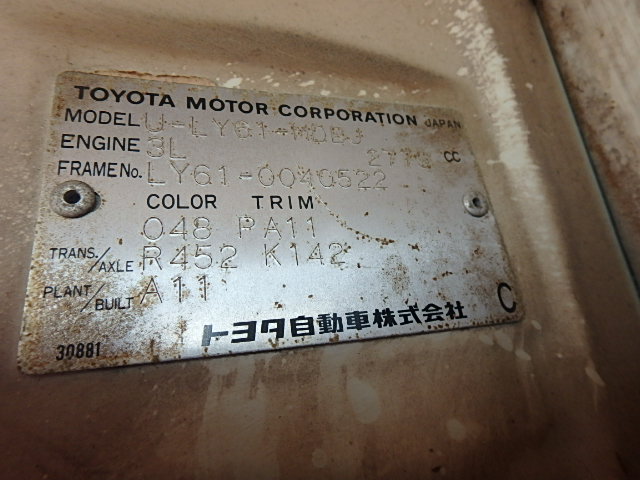 TOYOTA MOTOR CORPORATION JAPAN
MODEL U-LY61-MDBJ
ENGINE 3L 2779 CC
FRAME No. LY61-0040522
COLOR TRIM
048 PA11
TRANS./AXLE R452 K142
PLANT/BUILT A11
トヨタ自動車株式会社 C
30881